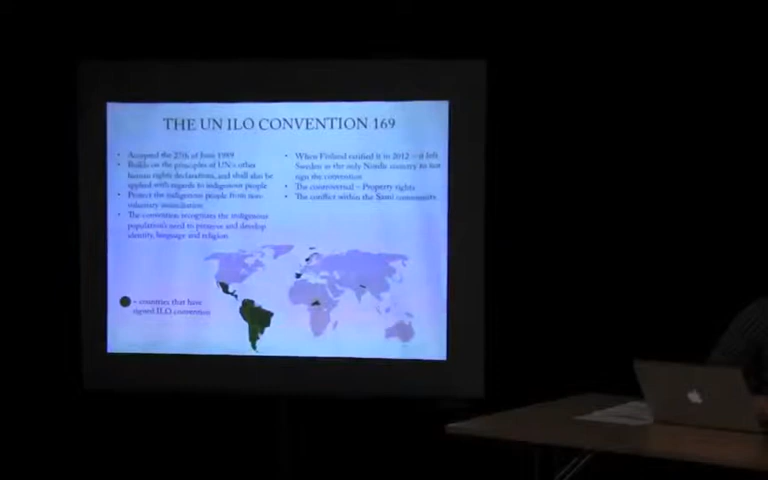 THE UN ILO CONVENTION 169
• Accepted the 27th of June 1989
• Builds on the principles of UN's other
human rights declarations, and shall also be
applied with regards to indigenous people
• Protect the indigenous people from non-
voluntary assimilation
• The convention recognizes the indigenous
population's need to preserve and develop
identity, language and religion
• When Finland ratified it in 2012 – it left
Sweden as the only Nordic country to not
sign the convention
• The controversial – Property rights
• The conflict within the Sami community
= countries that have
signed ILO convention